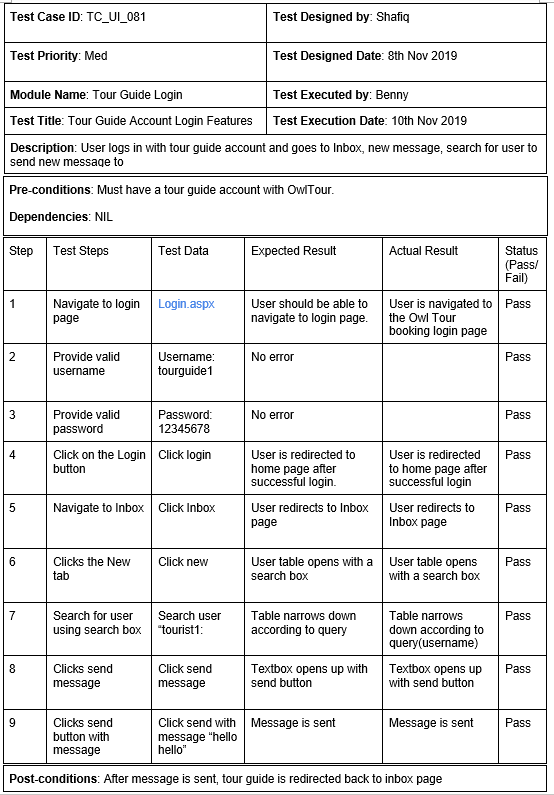 Test Case ID: TC_UI_081
Test Designed by: Shafiq
Test Priority: Med
Test Designed Date: 8th Nov 2019
Module Name: Tour Guide Login
Test Executed by: Benny
Test Title: Tour Guide Account Login Features
Test Execution Date: 10th Nov 2019
Description: User logs in with tour guide account and goes to Inbox, new message, search for user to
send new message to
Pre-conditions: Must have a tour guide account with OwlTour.
Dependencies: NIL
Step
Test Steps
Test Data
Expected Result
Actual Result
Status
(Pass/
Fail)
1
Navigate to login
page
Login.aspx
User should be able to
navigate to login page.
User is navigated to
the Owl Tour
booking login page
Pass
2
Provide valid
username
Username:
tourguide1
No error
Pass
3
Provide valid
password
Password:
12345678
No error
Pass
4
Click on the Login
button
Click login
User is redirected to
home page after
successful login.
User is redirected
to home page after
successful login
Pass
5
Navigate to Inbox
Click Inbox
User redirects to Inbox
page
User redirects to
Inbox page
Pass
6
Clicks the New
tab
Click new
User table opens with a
search box
User table opens
with a search box
Pass
7
Search for user
using search box
Search user
“tourist1:
Table narrows down
according to query
Table narrows
down according to
query(username)
Pass
8
Clicks send
message
Click send
message
Textbox opens up with
send button
Textbox opens up
with send button
Pass
9
Clicks send
button with
message
Click send with
message “hello
hello”
Message is sent
Message is sent
Pass
Post-conditions: After message is sent, tour guide is redirected back to inbox page